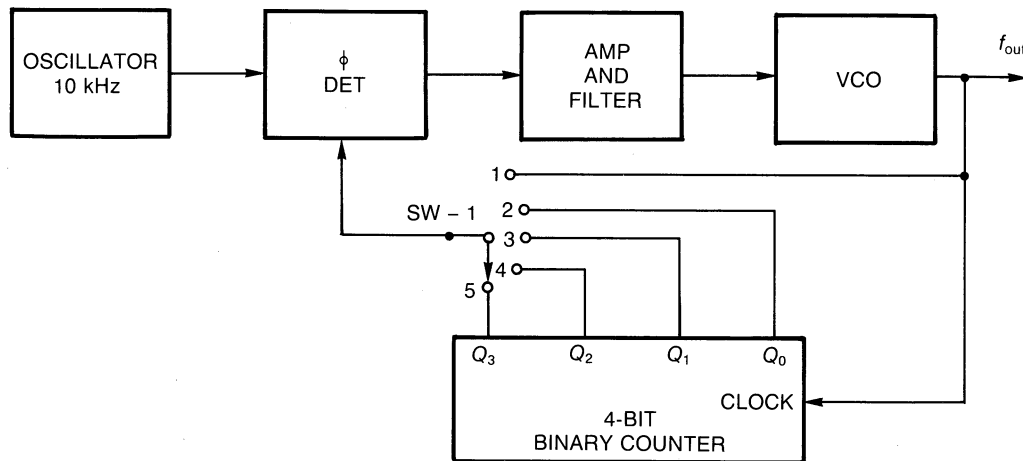 OSCILLATOR
10 kHz
ϕ
DET
AMP
AND
FILTER
VCO
fout
1
SW – 1
2
3
4
5
Q3
Q2
Q1
Q0
CLOCK
4-BIT
BINARY COUNTER